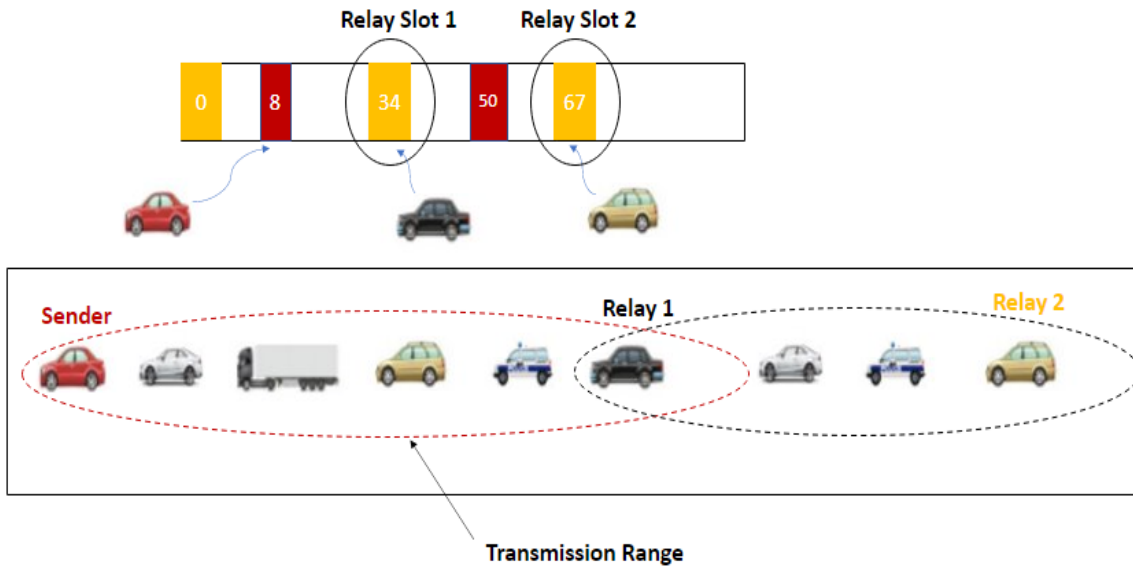 Relay Slot 1
Relay Slot 2
0
8
34
50
67
Sender
Relay 1
Relay 2
Transmission Range